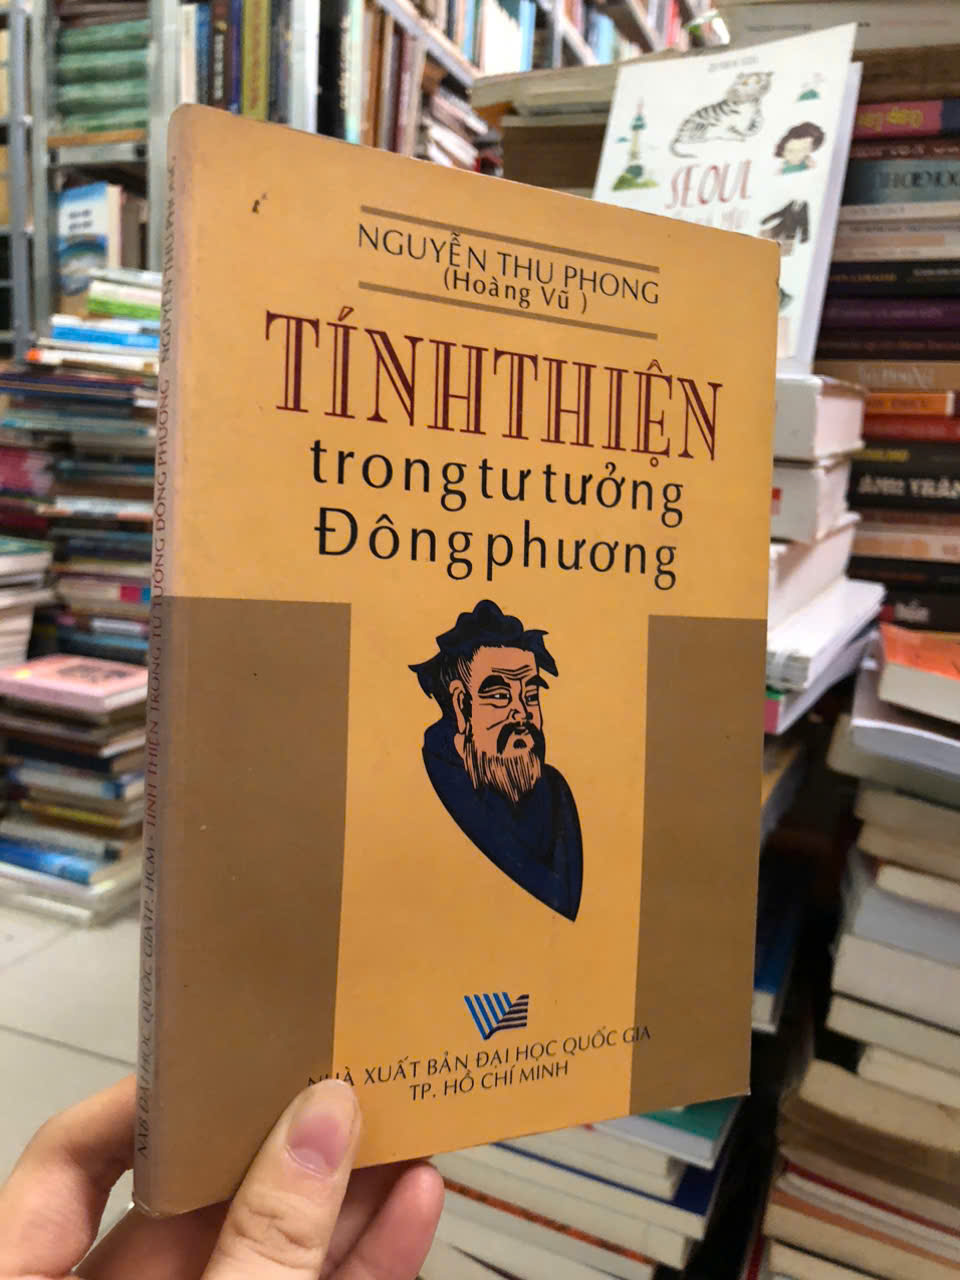 NGUYỄN THU PHONG
(Hoàng Vũ )
TÍNH THIỆN
trong tư tưởng
Đông phương
NHÀ XUẤT BẢN ĐẠI HỌC QUỐC GIA
TP. HỒ CHÍ MINH
NXB ĐẠI HỌC QUỐC GIA TP. HCM - TÍNH THIỆN TRONG TƯ TƯỞNG ĐÔNG PHƯƠNG - NGUYỄN THU PHONG
SEOUL